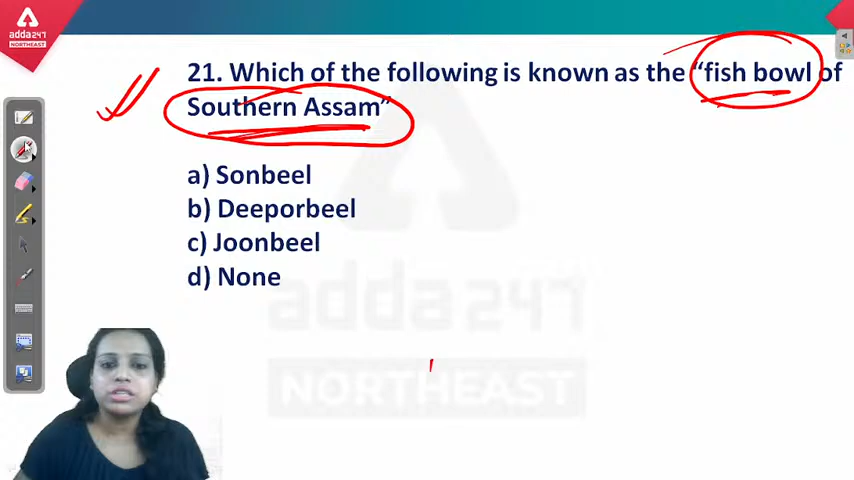 adda247
NORTHEAST
21. Which of the following is known as the “fish bowl of
Southern Assam”
a) Sonbeel
b) Deeporbeel
c) Joonbeel
d) None
adda247
NORTHEAST